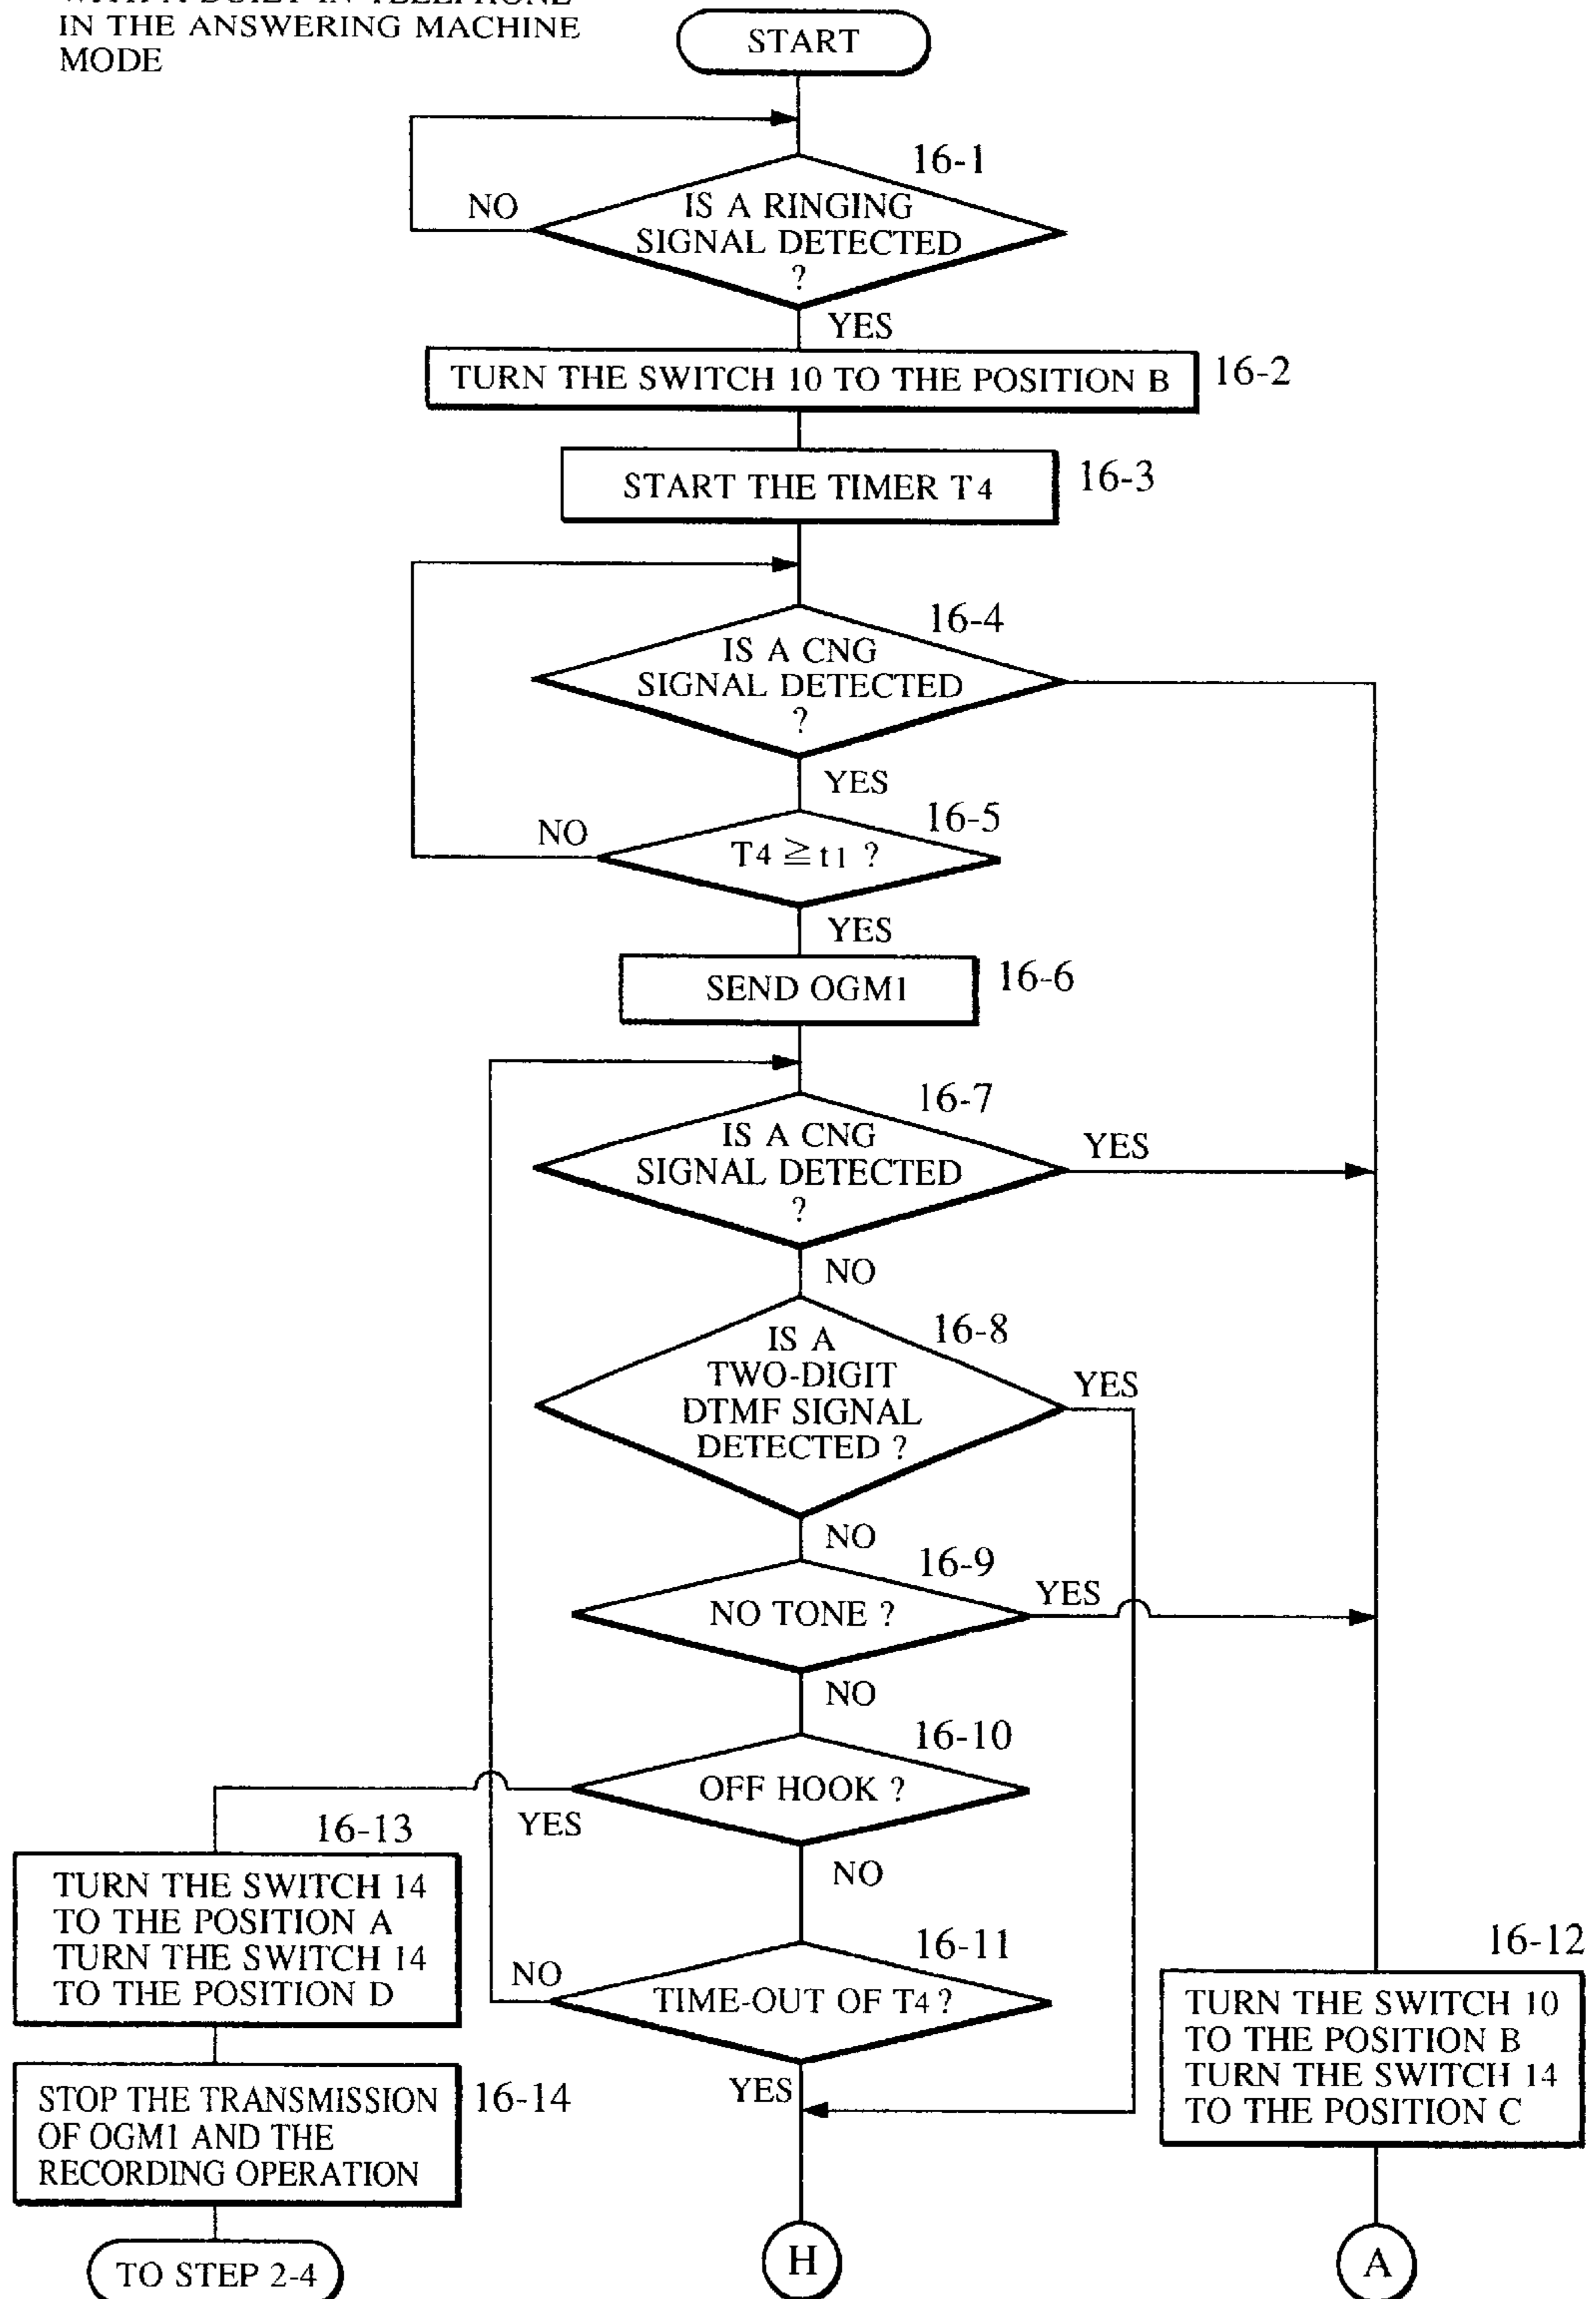 IN THE ANSWERING MACHINE
MODE
START
16-1
NO
IS A RINGING
SIGNAL DETECTED
?
YES
TURN THE SWITCH 10 TO THE POSITION B
16-2
START THE TIMER T4
16-3
16-4
IS A CNG
SIGNAL DETECTED
?
YES
16-5
NO
T4 ≧ t1 ?
YES
SEND OGM1
16-6
16-7
IS A CNG
SIGNAL DETECTED
?
YES
NO
16-8
IS A
TWO-DIGIT
DTMF SIGNAL
DETECTED ?
YES
NO
16-9
NO TONE ?
YES
NO
16-10
OFF HOOK ?
YES
NO
16-13
TURN THE SWITCH 14
TO THE POSITION A
TURN THE SWITCH 14
TO THE POSITION D
16-11
NO
TIME-OUT OF T4 ?
YES
16-12
TURN THE SWITCH 10
TO THE POSITION B
TURN THE SWITCH 14
TO THE POSITION C
STOP THE TRANSMISSION
OF OGM1 AND THE
RECORDING OPERATION
16-14
TO STEP 2-4
H
A